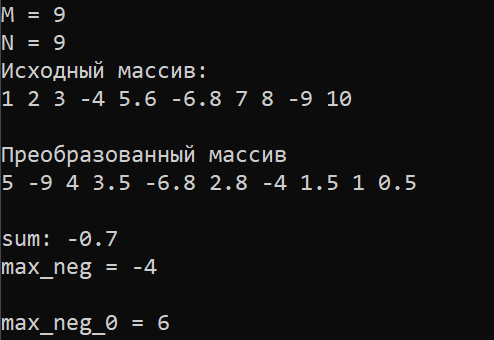 M = 9
N = 9
Исходный массив:
1 2 3 -4 5.6 -6.8 7 8 -9 10
Преобразованный массив
5 -9 4 3.5 -6.8 2.8 -4 1.5 1 0.5
sum: -0.7
max_neg = -4
max_neg_0 = 6